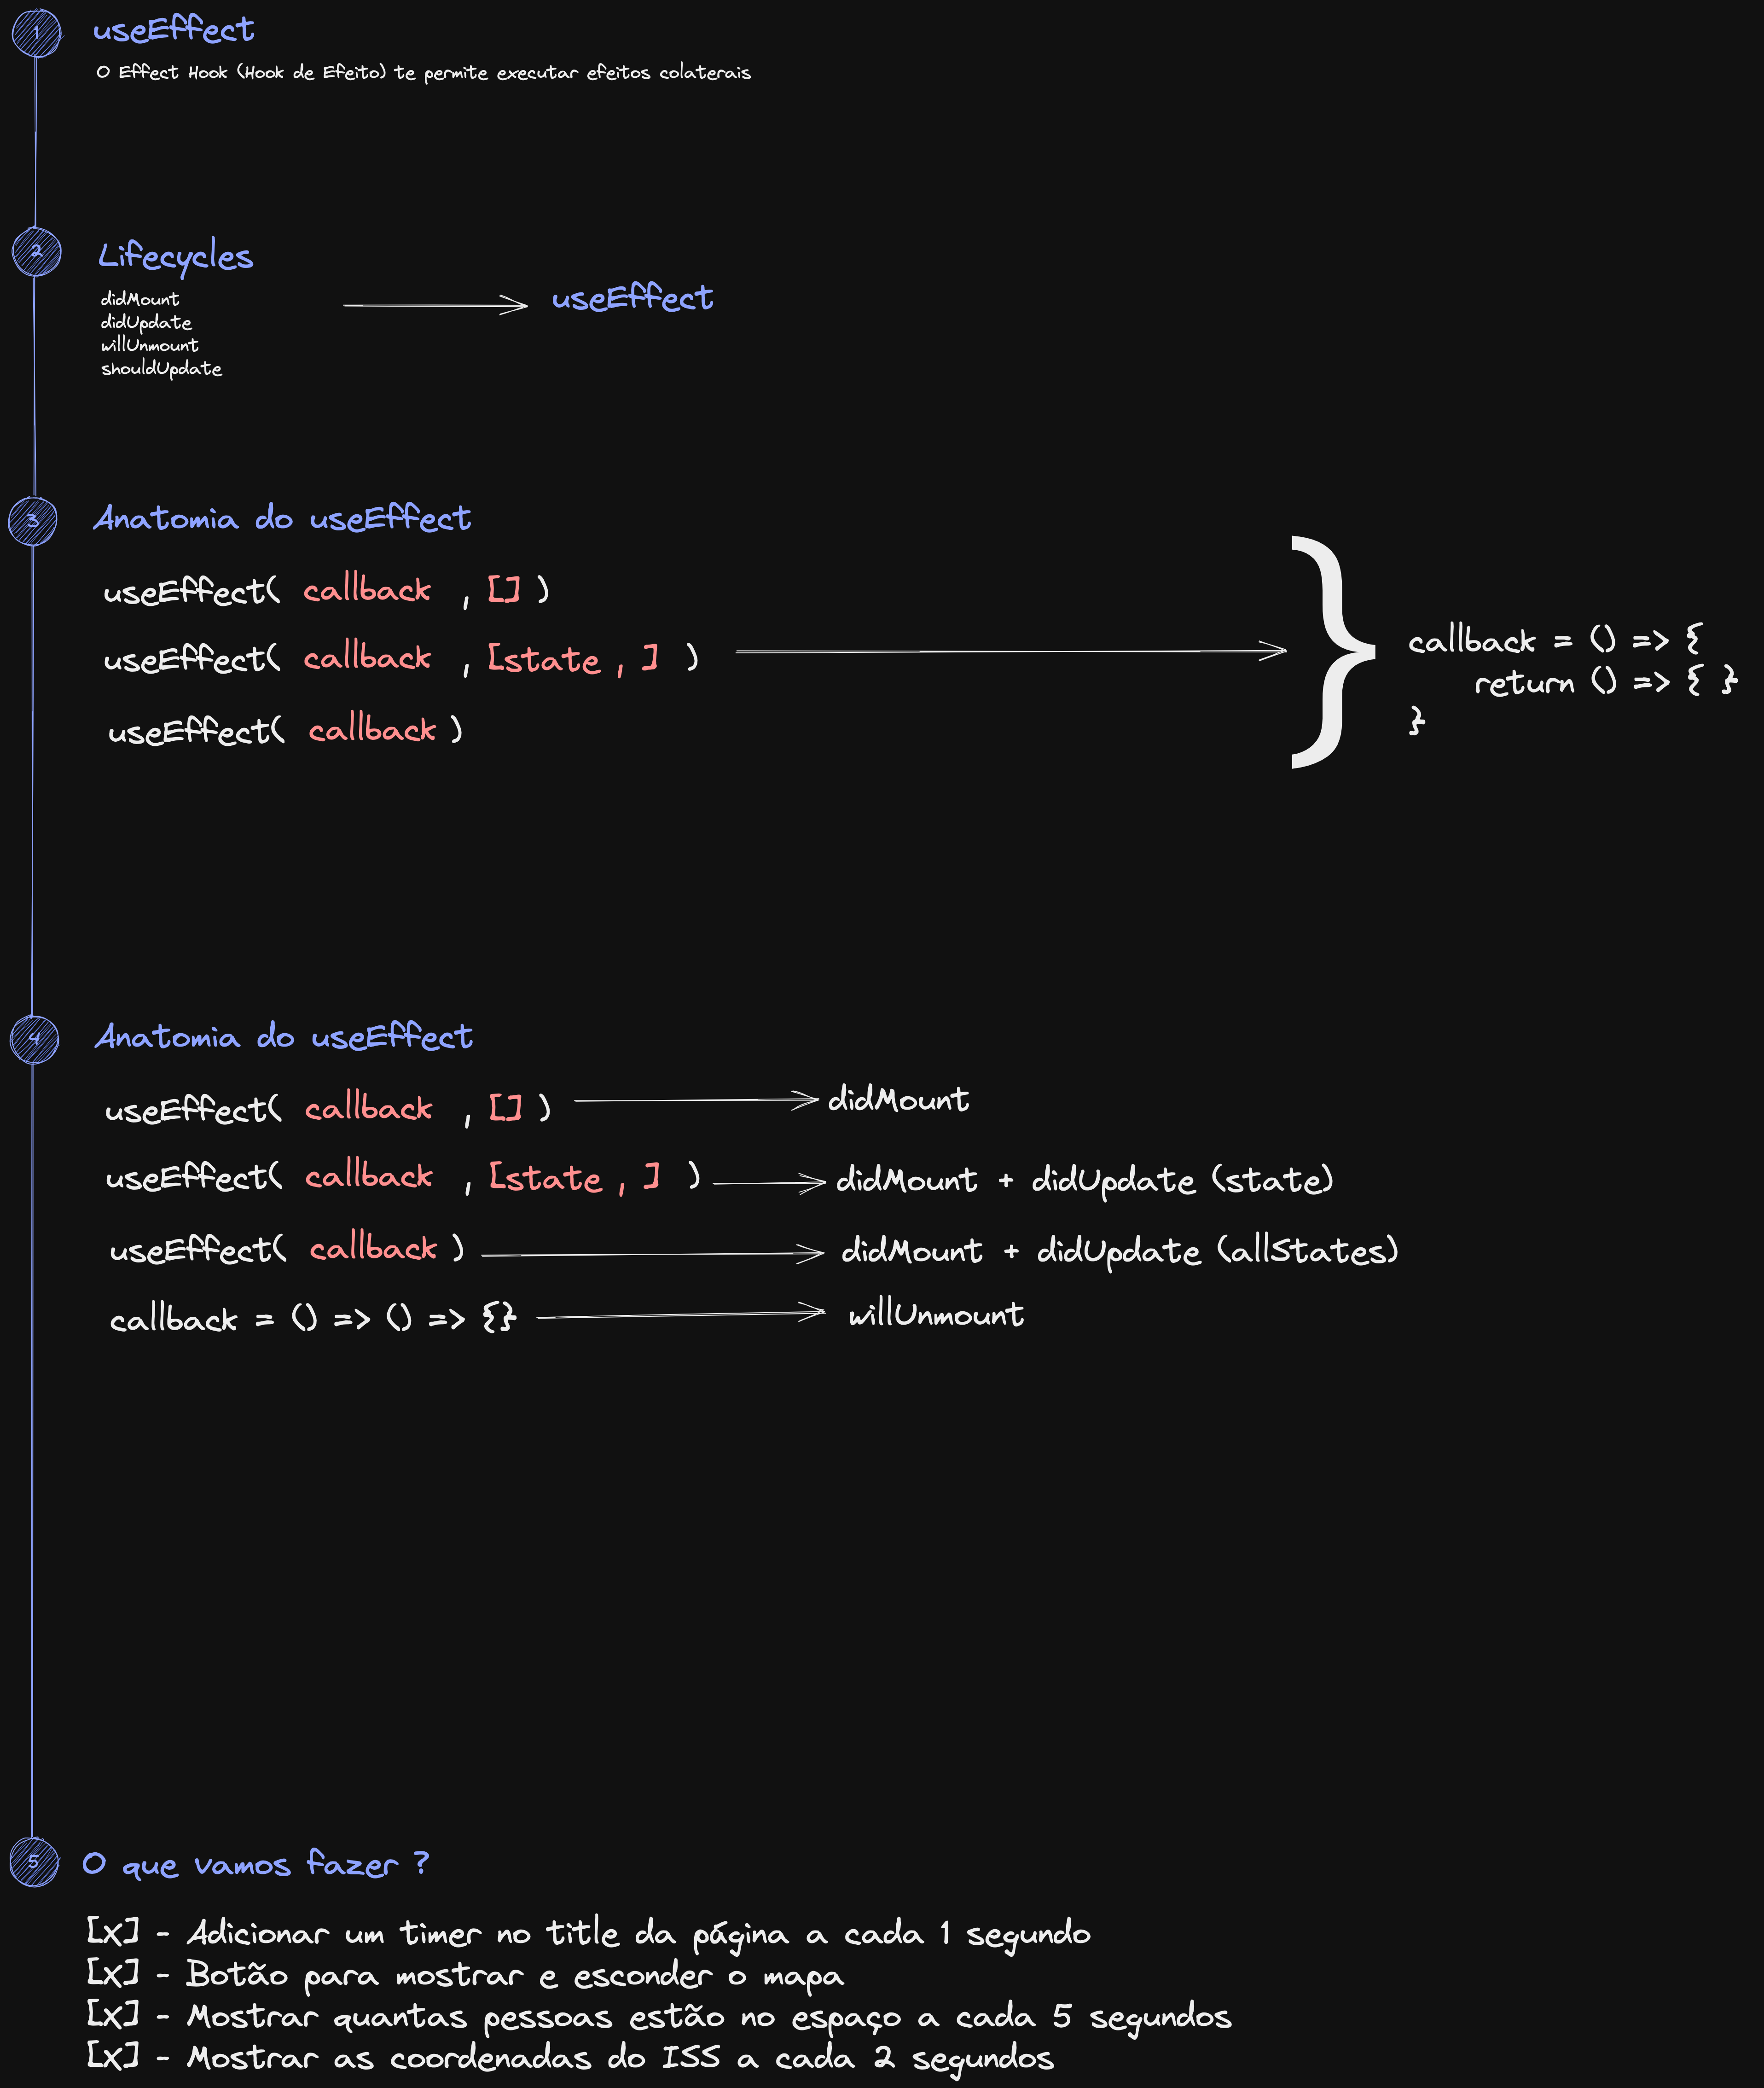 1
useEffect
O Effect Hook (Hook de Efeito) te permite executar efeitos colaterais
2
Lifecycles
didMount
didUpdate
willUnmount
shouldUpdate
useEffect
3
Anatomia do useEffect
useEffect( callback , [] )
useEffect( callback , [state , ] )
useEffect( callback )
}
callback = () => {
return () => { }
}
4
Anatomia do useEffect
useEffect( callback , [] ) didMount
useEffect( callback , [state , ] ) didMount + didUpdate (state)
useEffect( callback ) didMount + didUpdate (allStates)
callback = () => () => {} willUnmount
5
O que vamos fazer ?
[x] - Adicionar um timer no title da página a cada 1 segundo
[x] - Botão para mostrar e esconder o mapa
[x] - Mostrar quantas pessoas estão no espaço a cada 5 segundos
[x] - Mostrar as coordenadas do ISS a cada 2 segundos